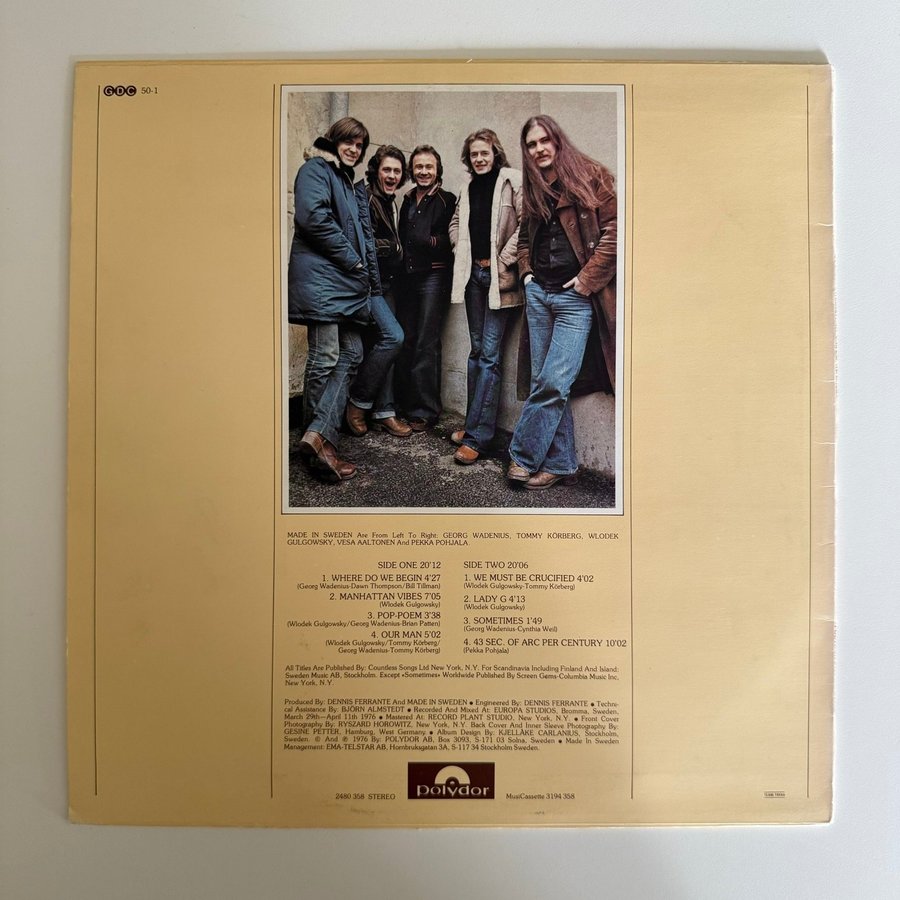 GDC 50-1
MADE IN SWEDEN Are From Left To Right: GEORG WADENIUS, TOMMY KÖRBERG, WLODEK
GULGOWSKY, VESA AALTONEN And PEKKA POHJALA
SIDE ONE 20'12
1. WHERE DO WE BEGIN 4'27
(Georg Wadenius-Dawn Thompson/Bill Tillman)
2. MANHATTAN VIBES 7'05
(Wlodek Gulgowsky)
3. POP-POEM 3'38
(Wlodek Gulgowsky/Georg Wadenius-Brian Patten)
4. OUR MAN 5'02
(Wlodek Gulgowsky/Tommy Körberg/
Georg Wadenius-Tommy Körberg)
SIDE TWO 20'06
1. WE MUST BE CRUCIFIED 4'02
(Wlodek Gulgowsky-Tommy Körberg)
2. LADY G 4'13
(Wlodek Gulgowsky)
3. SOMETIMES 1'49
(Georg Wadenius-Cynthia Weil)
4. 43 SEC. OF ARC PER CENTURY 10'02
(Pekka Pohjala)
All Titles Are Published By: Countless Songs Ltd New York, N.Y. For Scandinavia Including Finland And Island:
Sweden Music AB, Stockholm. Except »Sometimes» Worldwide Published By Screen Gems-Columbia Music Inc,
New York, N.Y.
Produced By: DENNIS FERRANTE And MADE IN SWEDEN ● Engineered By: DENNIS FERRANTE ● Techni-
cal Assistance By: BJÖRN ALMSTEDT ● Recorded And Mixed At: EUROPA STUDIOS, Bromma, Sweden,
March 29th—April 11th 1976 ● Mastered At: RECORD PLANT STUDIO, New York, N.Y. ● Front Cover
Photography By: RYSZARD HOROWITZ, New York, N.Y. Back Cover And Inner Sleeve Photography By:
GESINE PETTER, Hamburg, West Germany ● Album Design By: KJELLÅKE CARLANIUS, Stockholm,
Sweden. © And ℗ 1976 By: POLYDOR AB, Box 3093, S-171 03 Solna, Sweden ● Made In Sweden
Management: EMA-TELSTAR AB, Hornbruksgatan 3A, S-117 34 Stockholm Sweden.
2480 358 STEREO
polydor
MusiCassette 3194 358